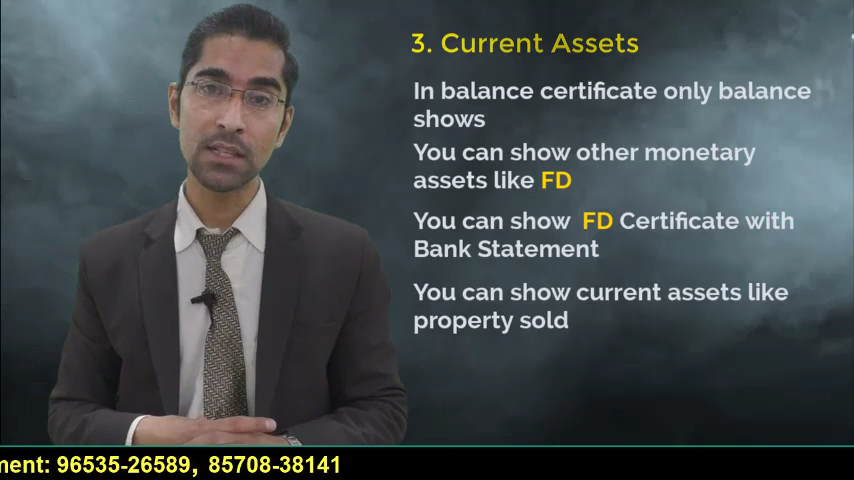 3. Current Assets
In balance certificate only balance
shows
You can show other monetary
assets like FD
You can show FD Certificate with
Bank Statement
You can show current assets like
property sold
ment: 96535-26589, 85708-38141